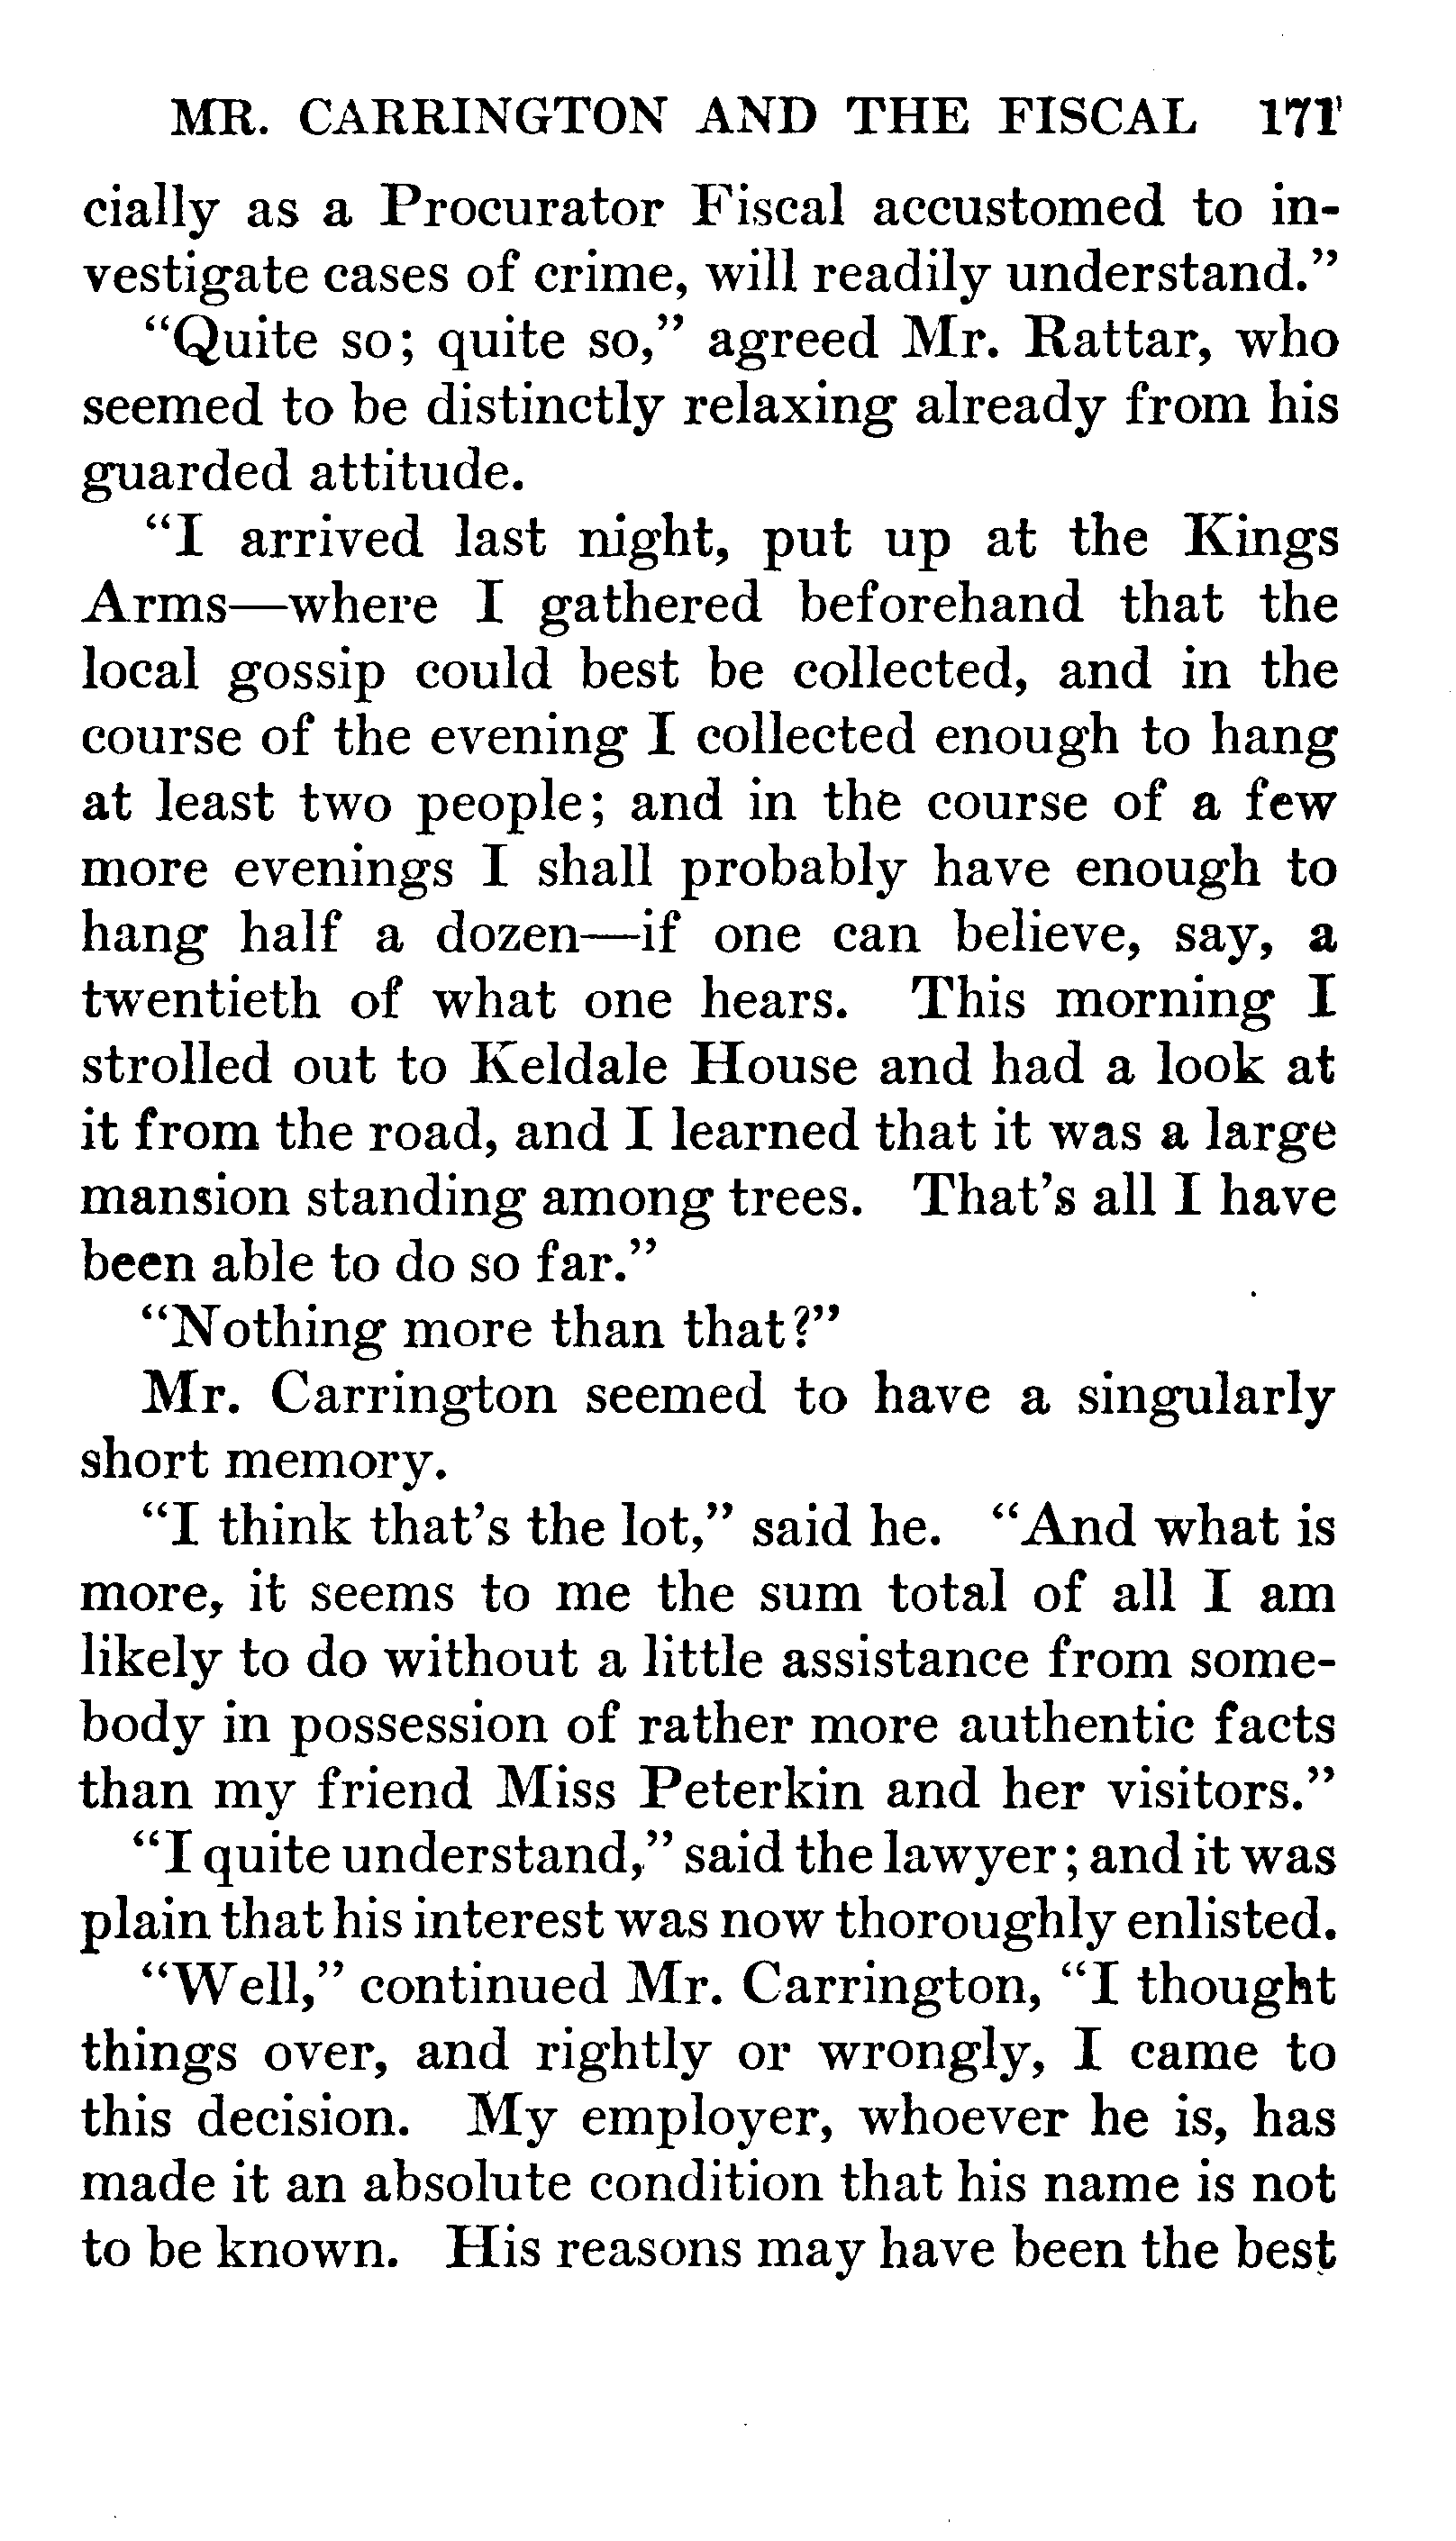 MR. CARRINGTON AND THE FISCAL 171
cially as a Procurator Fiscal accustomed to in-
vestigate cases of crime, will readily understand."
"Quite so; quite so," agreed Mr. Rattar, who
seemed to be distinctly relaxing already from his
guarded attitude.
"I arrived last night, put up at the Kings
Arms—where I gathered beforehand that the
local gossip could best be collected, and in the
course of the evening I collected enough to hang
at least two people; and in the course of a few
more evenings I shall probably have enough to
hang half a dozen—if one can believe, say, a
twentieth of what one hears. This morning I
strolled out to Keldale House and had a look at
it from the road, and I learned that it was a large
mansion standing among trees. That's all I have
been able to do so far."
"Nothing more than that?"
Mr. Carrington seemed to have a singularly
short memory.
"I think that's the lot," said he. "And what is
more, it seems to me the sum total of all I am
likely to do without a little assistance from some-
body in possession of rather more authentic facts
than my friend Miss Peterkin and her visitors."
"I quite understand," said the lawyer; and it was
plain that his interest was now thoroughly enlisted.
"Well," continued Mr. Carrington, "I thought
things over, and rightly or wrongly, I came to
this decision. My employer, whoever he is, has
made it an absolute condition that his name is not
to be known. His reasons may have been the best